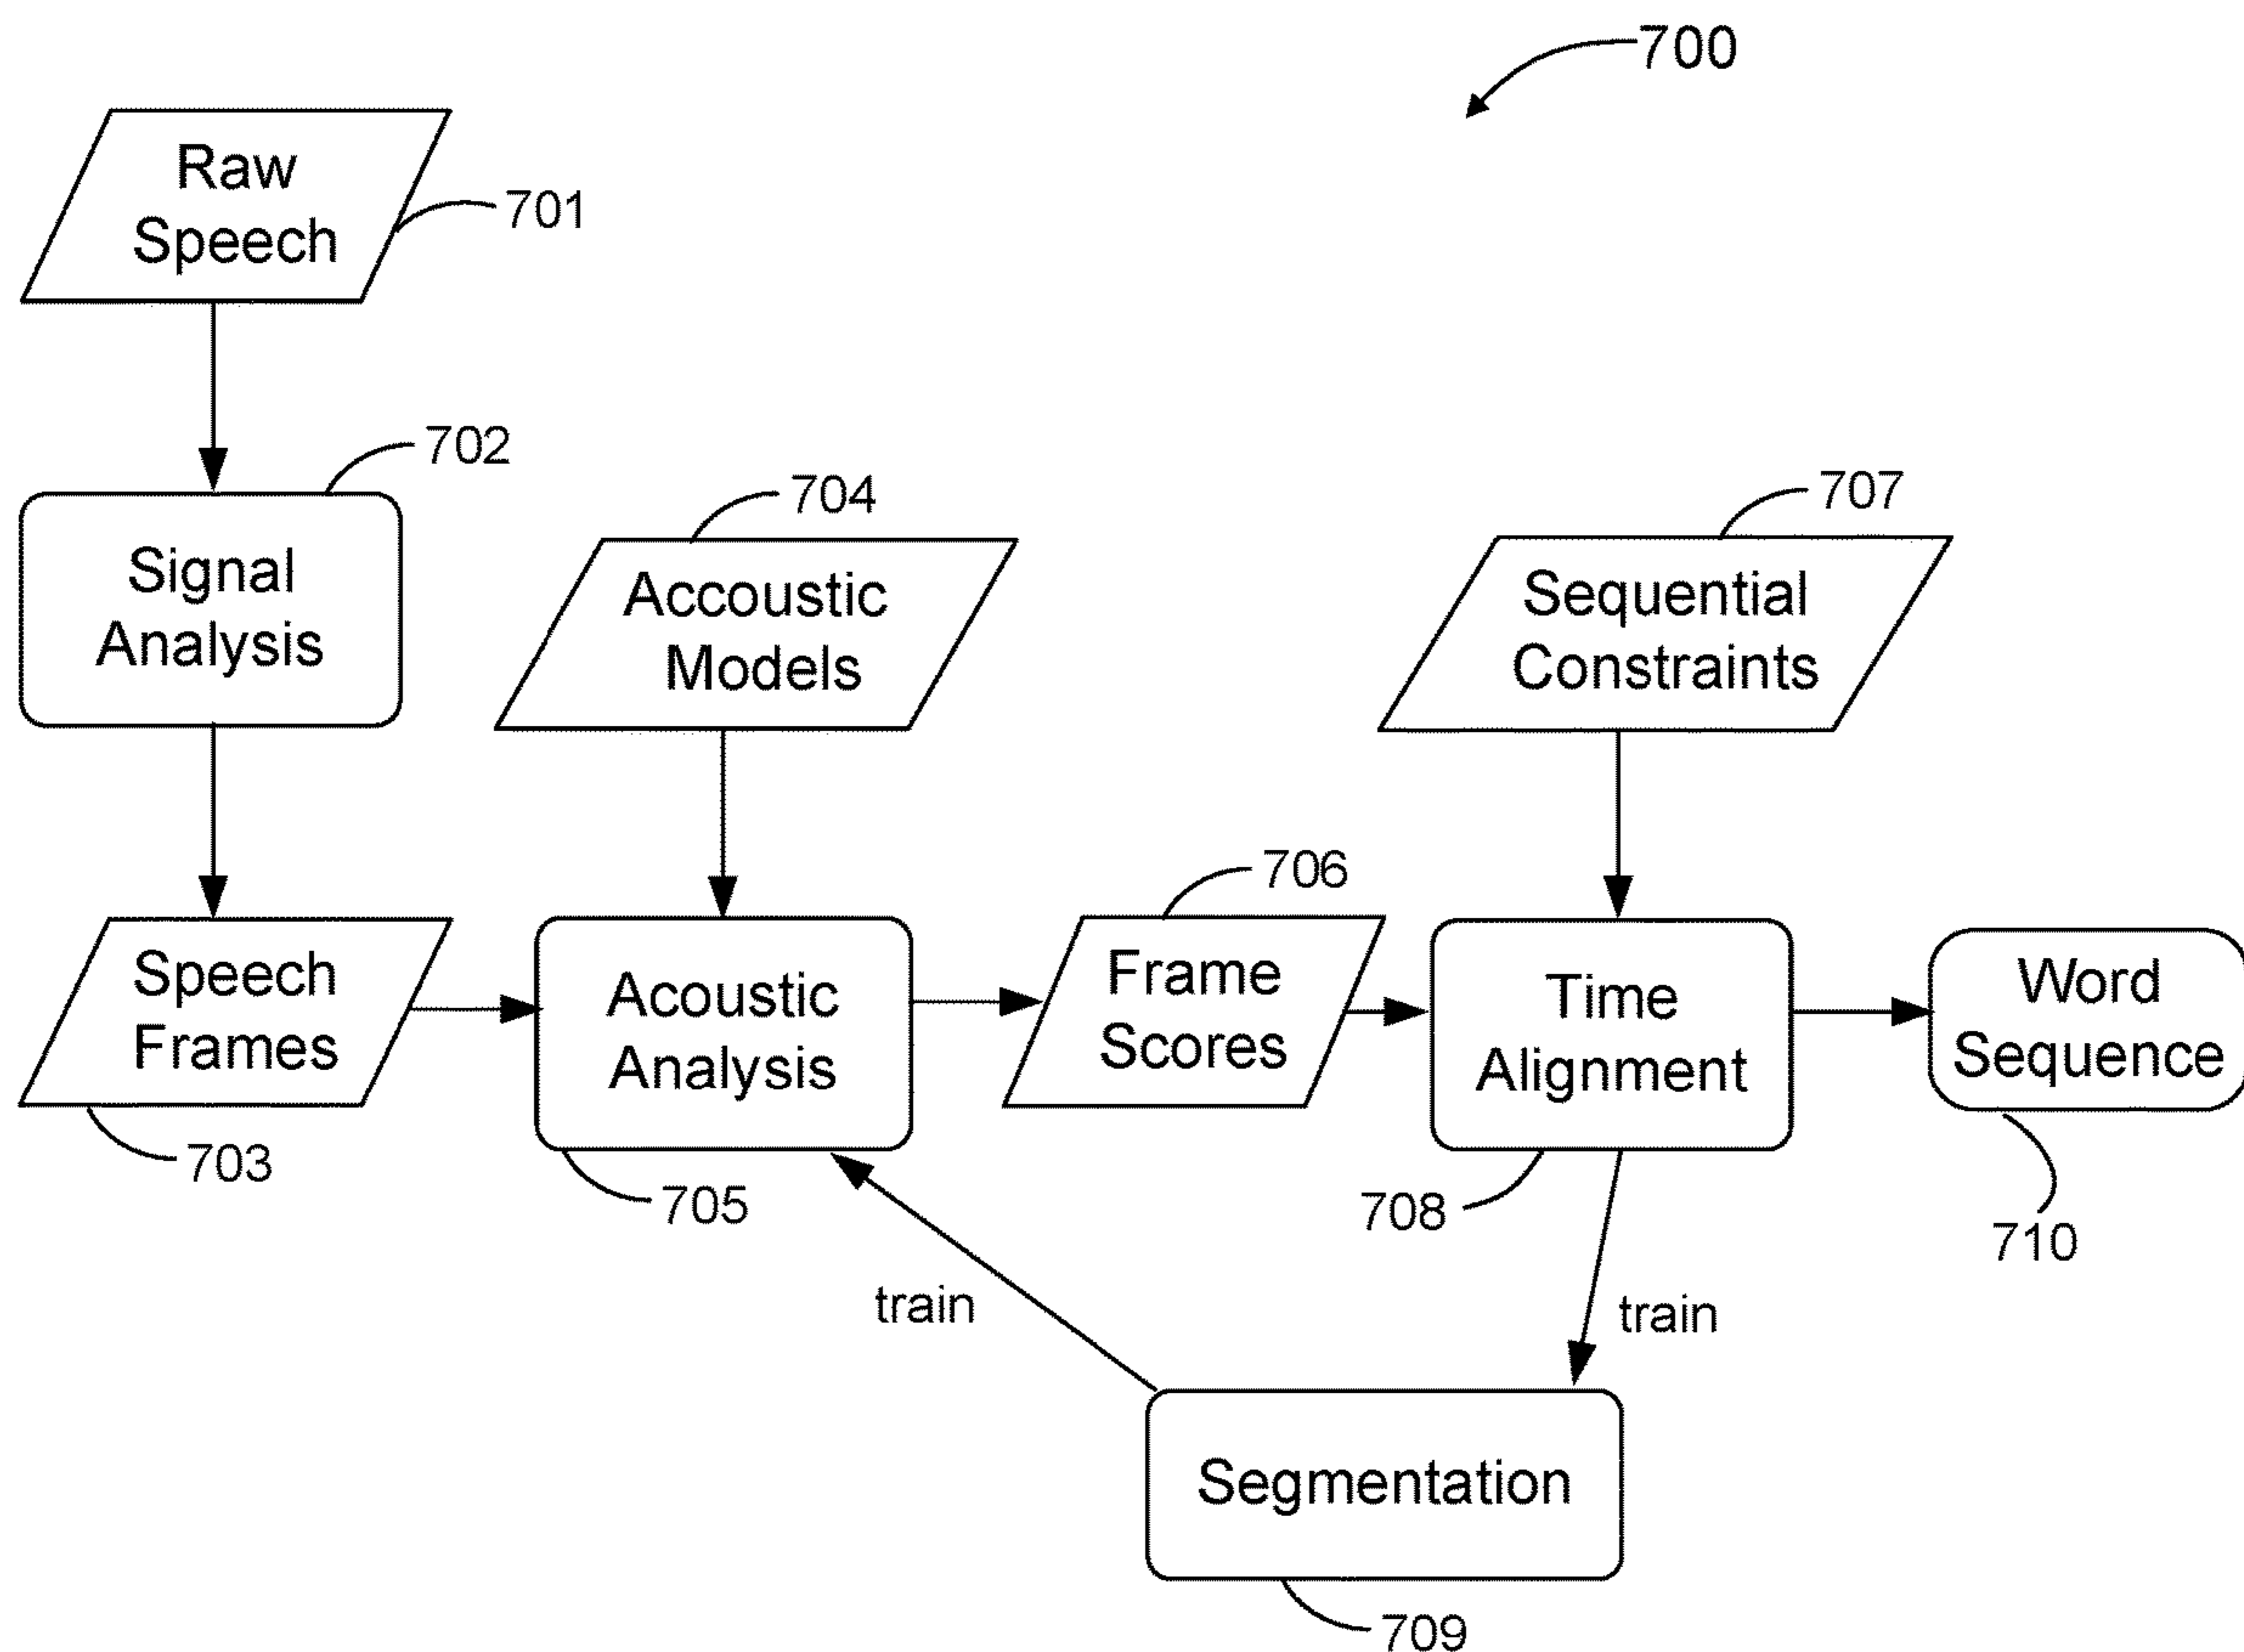 700
Raw
Speech
701
702
Signal
Analysis
704
Accoustic
Models
707
Sequential
Constraints
Speech
Frames
703
Acoustic
Analysis
705
706
Frame
Scores
Time
Alignment
708
Word
Sequence
710
train
train
Segmentation
709